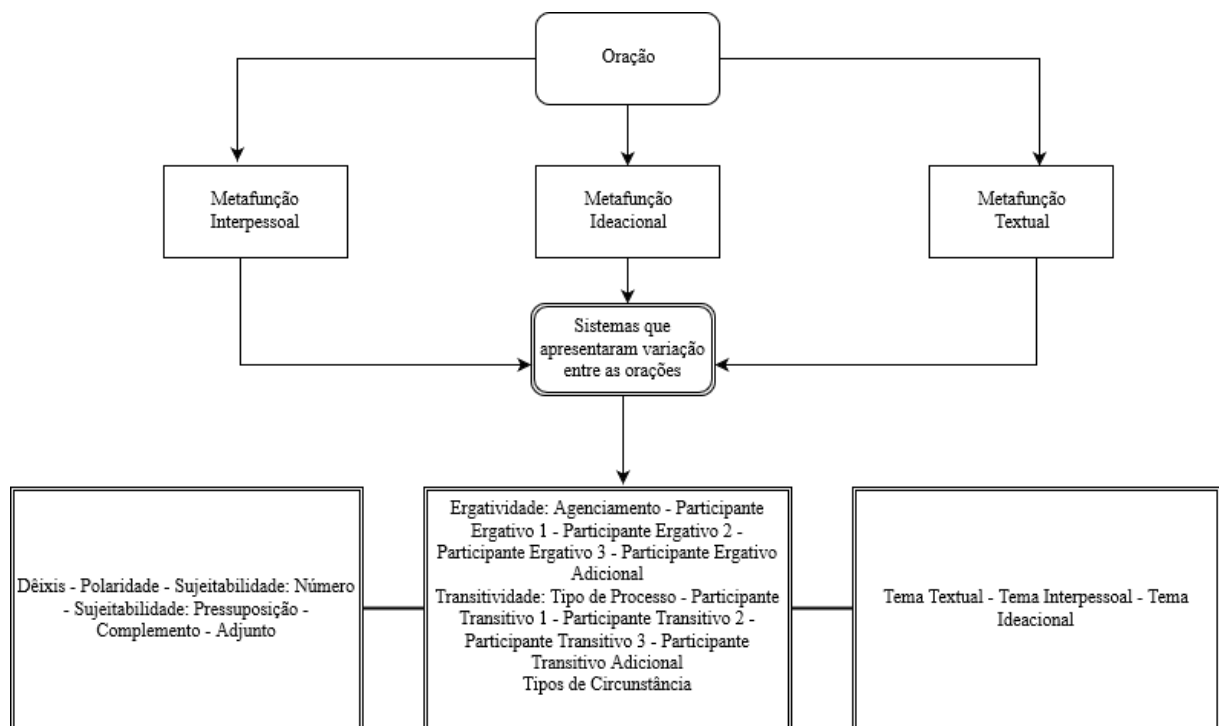 Oração
Metafunção
Interpessoal
Metafunção
Ideacional
Metafunção
Textual
Sistemas que
apresentaram variação
entre as orações
Dêixis - Polaridade - Sujeitabilidade: Número
- Sujeitabilidade: Pressuposição -
Complemento - Adjunto
Ergatividade: Agenciamento - Participante
Ergativo 1 - Participante Ergativo 2 -
Participante Ergativo 3 - Participante Ergativo
Adicional
Transitividade: Tipo de Processo - Participante
Transitivo 1 - Participante Transitivo 2 -
Participante Transitivo 3 - Participante
Transitivo Adicional
Tipos de Circunstância
Tema Textual - Tema Interpessoal - Tema
Ideacional